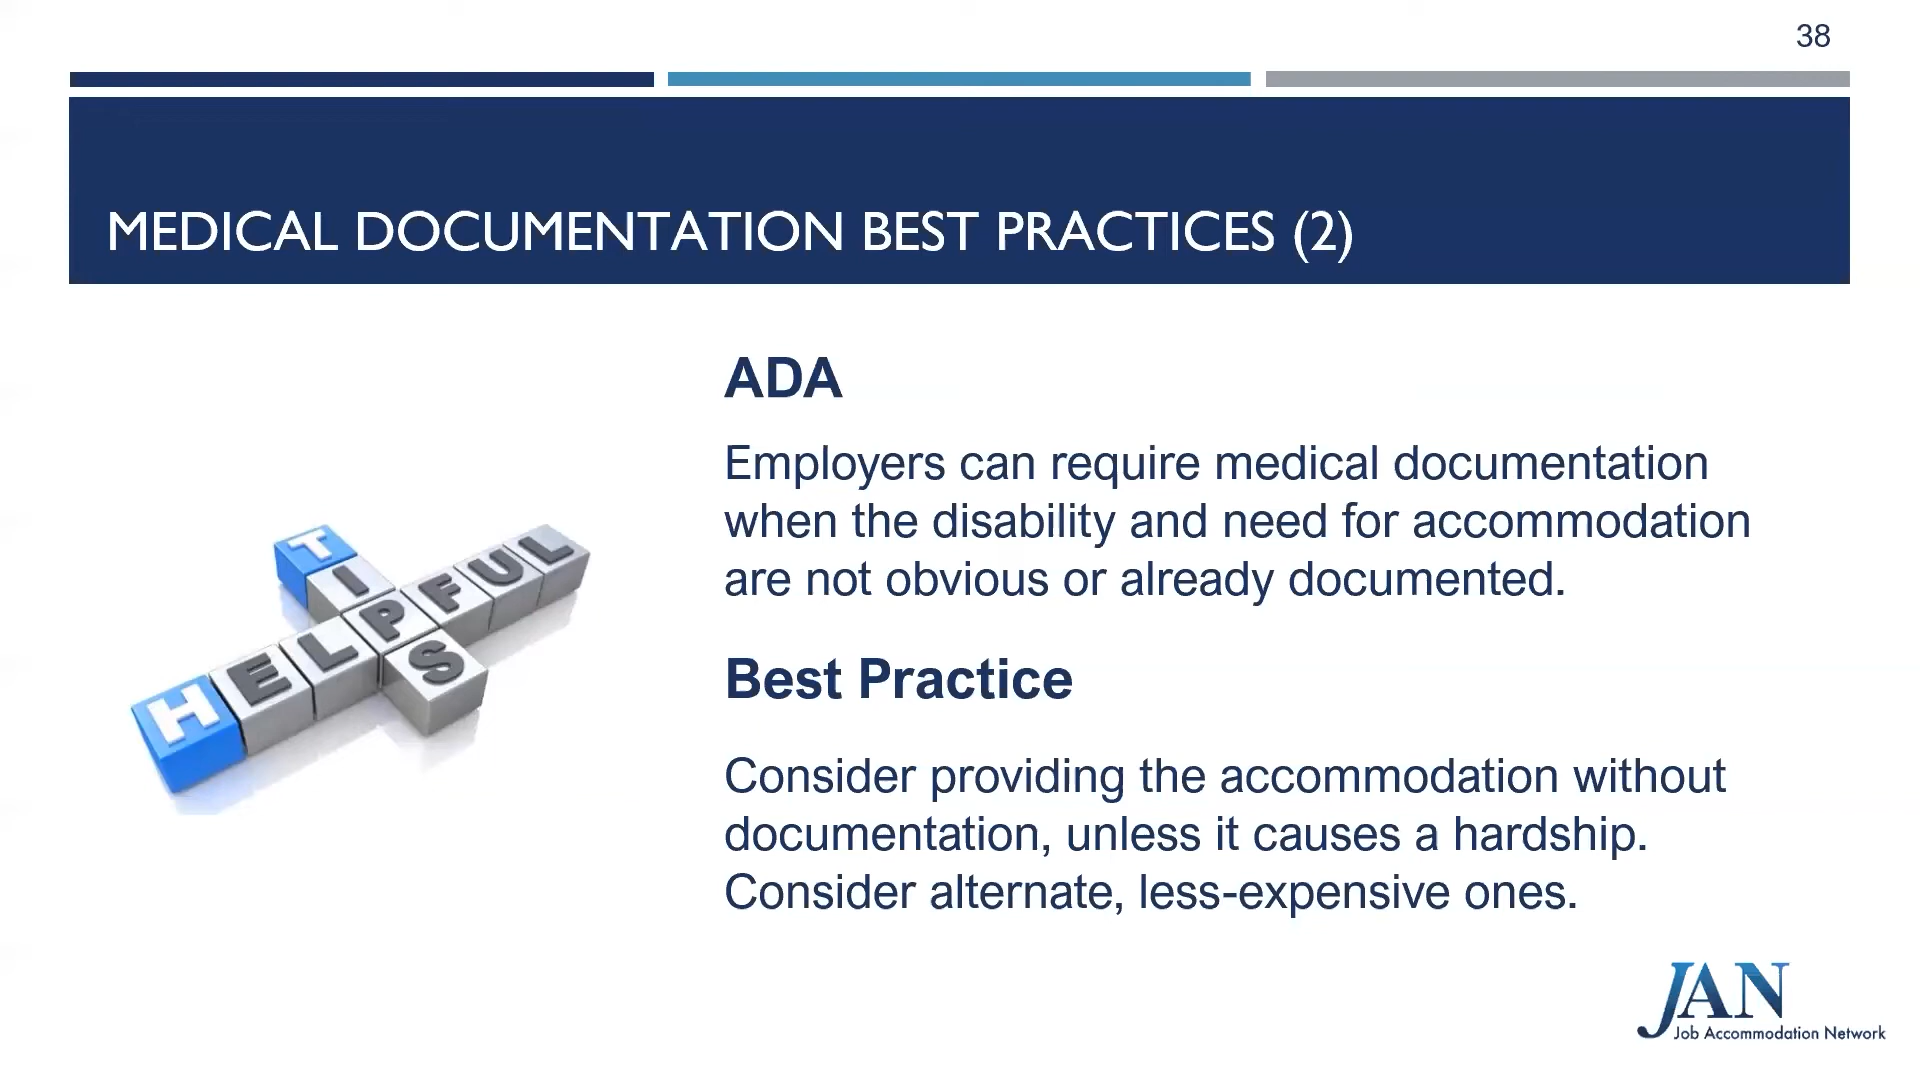 38
MEDICAL DOCUMENTATION BEST PRACTICES (2)
ADA
Employers can require medical documentation
when the disability and need for accommodation
are not obvious or already documented.
Best Practice
Consider providing the accommodation without
documentation, unless it causes a hardship.
Consider alternate, less-expensive ones.
HELPFUL
TIPS
JAN
Job Accommodation Network